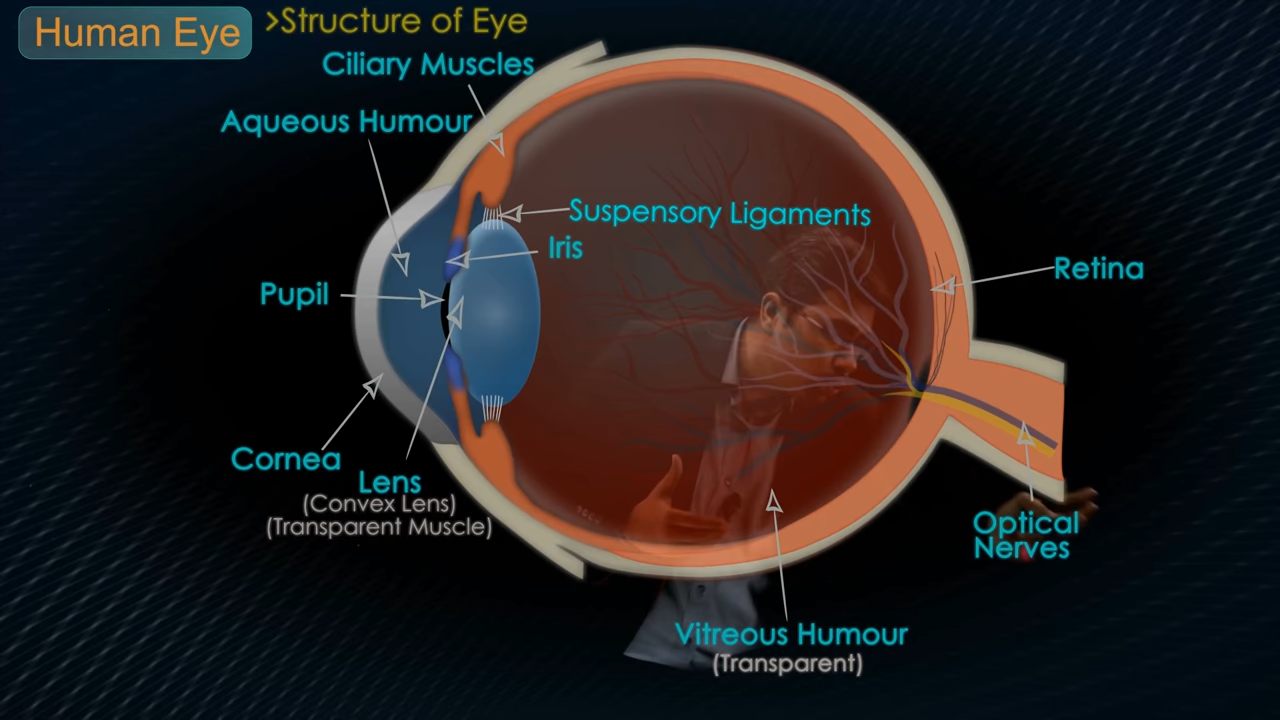 Human Eye
>Structure of Eye
Ciliary Muscles
Aqueous Humour
Suspensory Ligaments
Iris
Retina
Pupil
Cornea
Lens
(Convex Lens)
(Transparent Muscle)
Optical
Nerves
Vitreous Humour
(Transparent)